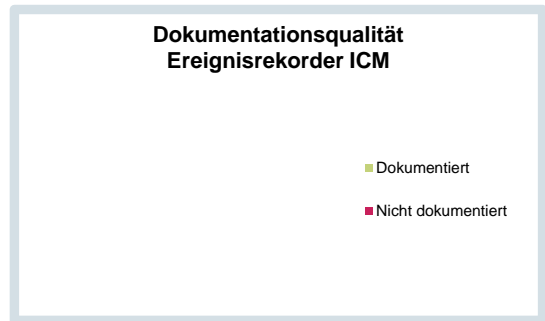 Dokumentationsqualität
Ereignisrekorder ICM
Dokumentiert
Nicht dokumentiert